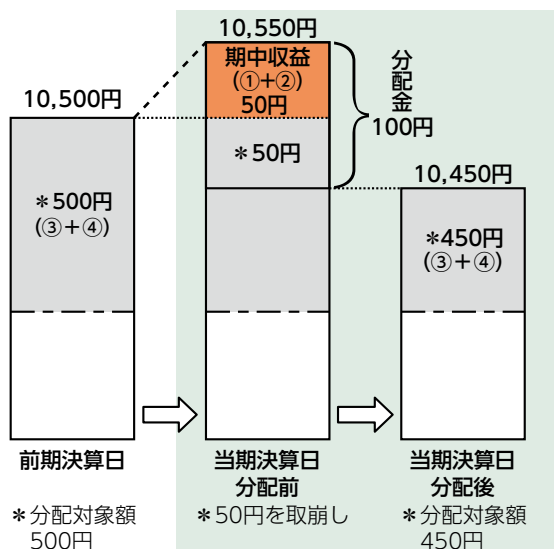 10,500円
＊500円
(③＋④)
前期決算日
＊分配対象額
500円
10,550円
期中収益
(①＋②)
50円
＊50円
分配金
100円
当期決算日
分配前
＊50円を取崩し
10,450円
＊450円
(③＋④)
当期決算日
分配後
＊分配対象額
450円